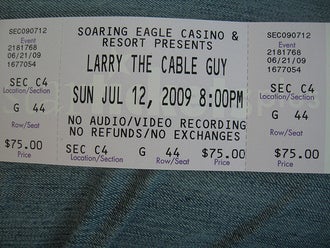 SEC090712
Event
2181768
06/21/09
1677054
SEC C4
Location/Section
G 44
Row/Seat
$75.00
Price
SOARING EAGLE CASINO &
RESORT PRESENTS
LARRY THE CABLE GUY
SUN JUL 12, 2009 8:00PM
NO AUDIO/VIDEO RECORDING
NO REFUNDS/NO EXCHANGES
SEC C4 G 44 $75.00
Location/Section Row/Seat Price
SEC090712
Event
2181768
06/21/09
1677054
SEC C4
Location/Section
G 44
Row/Seat
$75.00
Price